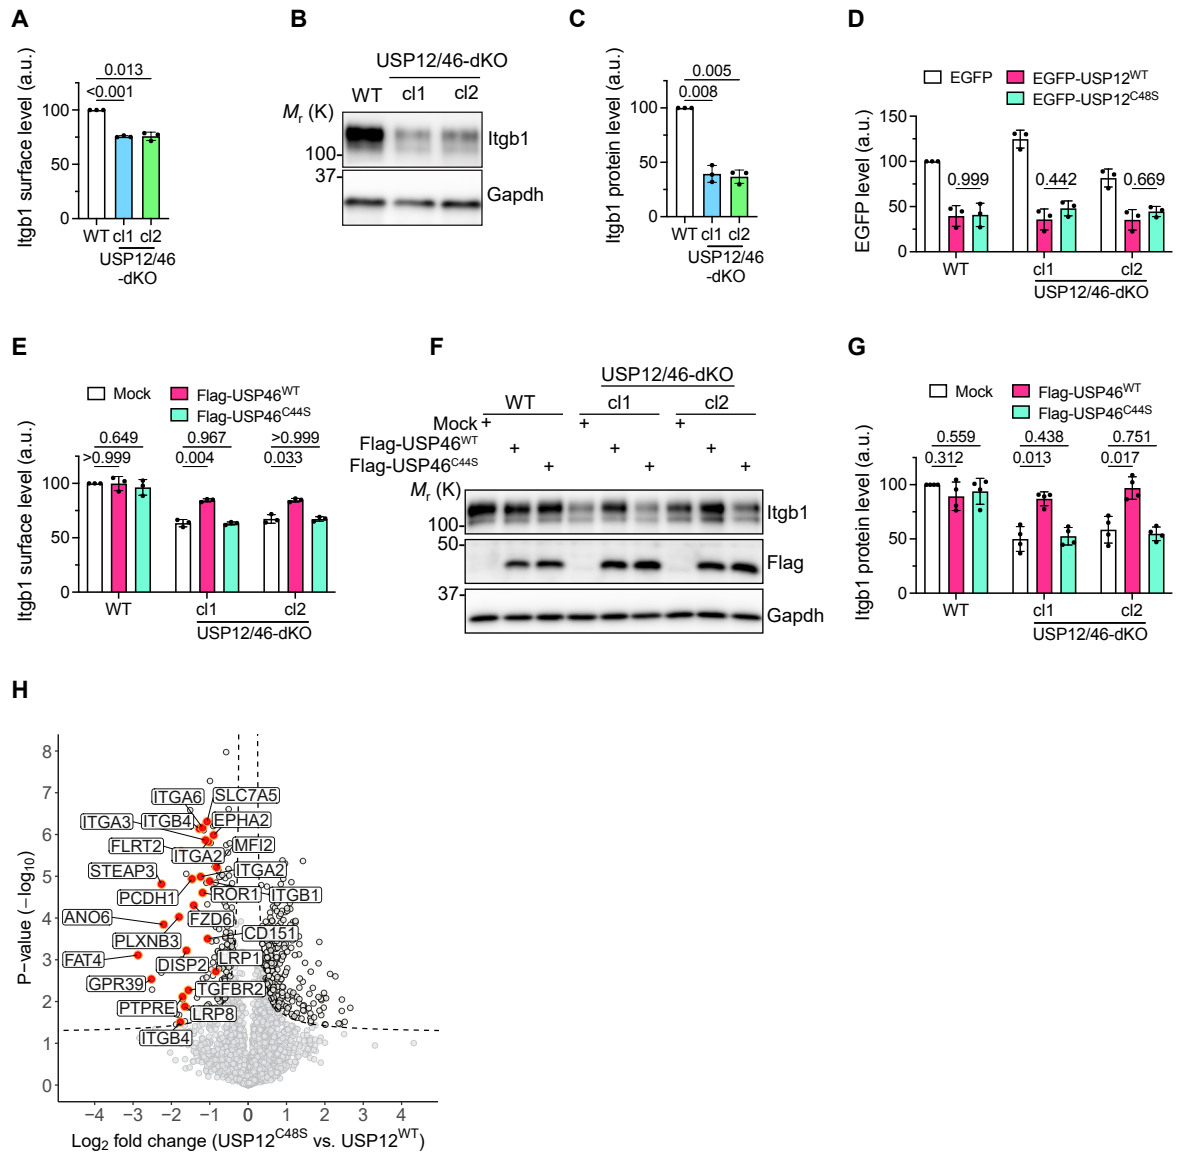 A
Itgb1 surface level (a.u.)
100
50
0
0.013
<0.001
WT cl1 cl2
USP12/46
-dKO
B
USP12/46-dKO
WT cl1 cl2
Mr (K)
100
37
Itgb1
Gapdh
C
Itgb1 protein level (a.u.)
100
50
0
0.005
0.008
WT cl1 cl2
USP12/46
-dKO
D
EGFP EGFP-USP12WT
EGFP-USP12C48S
EGFP level (a.u.)
150
100
50
0
0.999 0.442 0.669
WT cl1 cl2
USP12/46-dKO
E
Mock Flag-USP46WT
Flag-USP46C44S
Itgb1 surface level (a.u.)
100
50
0
0.649 0.967 >0.999
>0.999 0.004 0.033
WT cl1 cl2
USP12/46-dKO
F
USP12/46-dKO
WT cl1 cl2
Mock + + +
Flag-USP46WT + + +
Flag-USP46C44S + + +
Mr (K)
100
50
37
Itgb1
Flag
Gapdh
G
Mock Flag-USP46WT
Flag-USP46C44S
Itgb1 protein level (a.u.)
100
50
0
0.559 0.438 0.751
0.312 0.013 0.017
WT cl1 cl2
USP12/46-dKO
H
P−value (−log10)
8
7
6
5
4
3
2
1
0
ITGA6 SLC7A5
ITGA3 ITGB4 EPHA2
FLRT2 ITGA2 MFI2
STEAP3 ITGA2
PCDH1 ROR1 ITGB1
ANO6 FZD6
PLXNB3 CD151
FAT4 DISP2 LRP1
GPR39 TGFBR2
PTPRE LRP8
ITGB4
−4 −3 −2 −1 0 1 2 3 4
Log2 fold change (USP12C48S vs. USP12WT)